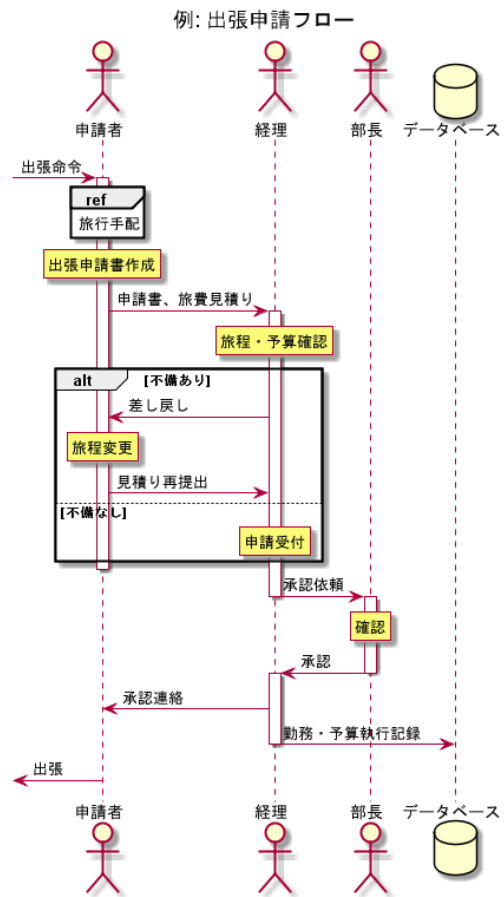 例: 出張申請フロー
申請者 経理 部長 データベース
出張命令
ref
旅行手配
出張申請書作成
申請書、旅費見積り
旅程・予算確認
alt [不備あり]
差し戻し
旅程変更
見積り再提出
[不備なし]
申請受付
承認依頼
確認
承認
承認連絡
勤務・予算執行記録
出張
申請者 経理 部長 データベース